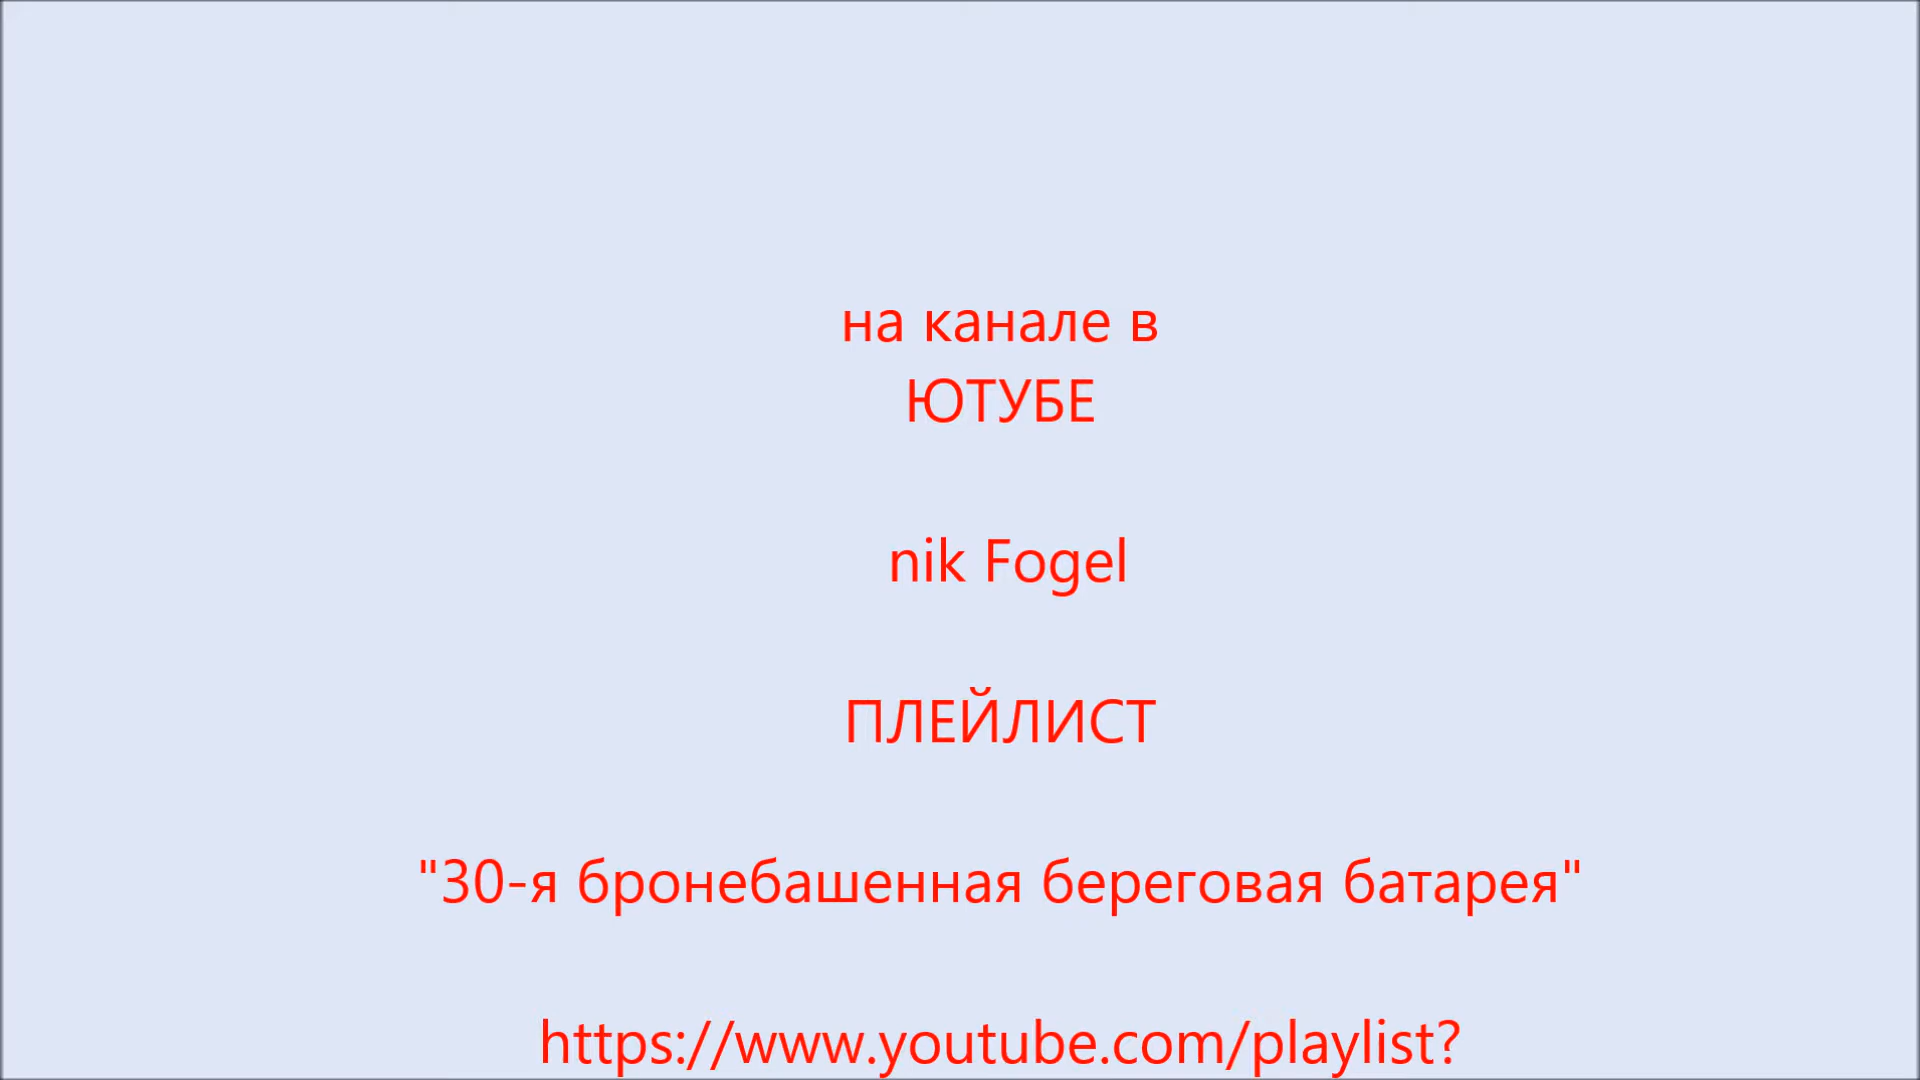 на канале в
ЮТУБЕ
nik Fogel
ПЛЕЙЛИСТ
"30-я бронебашенная береговая батарея"
https://www.youtube.com/playlist?